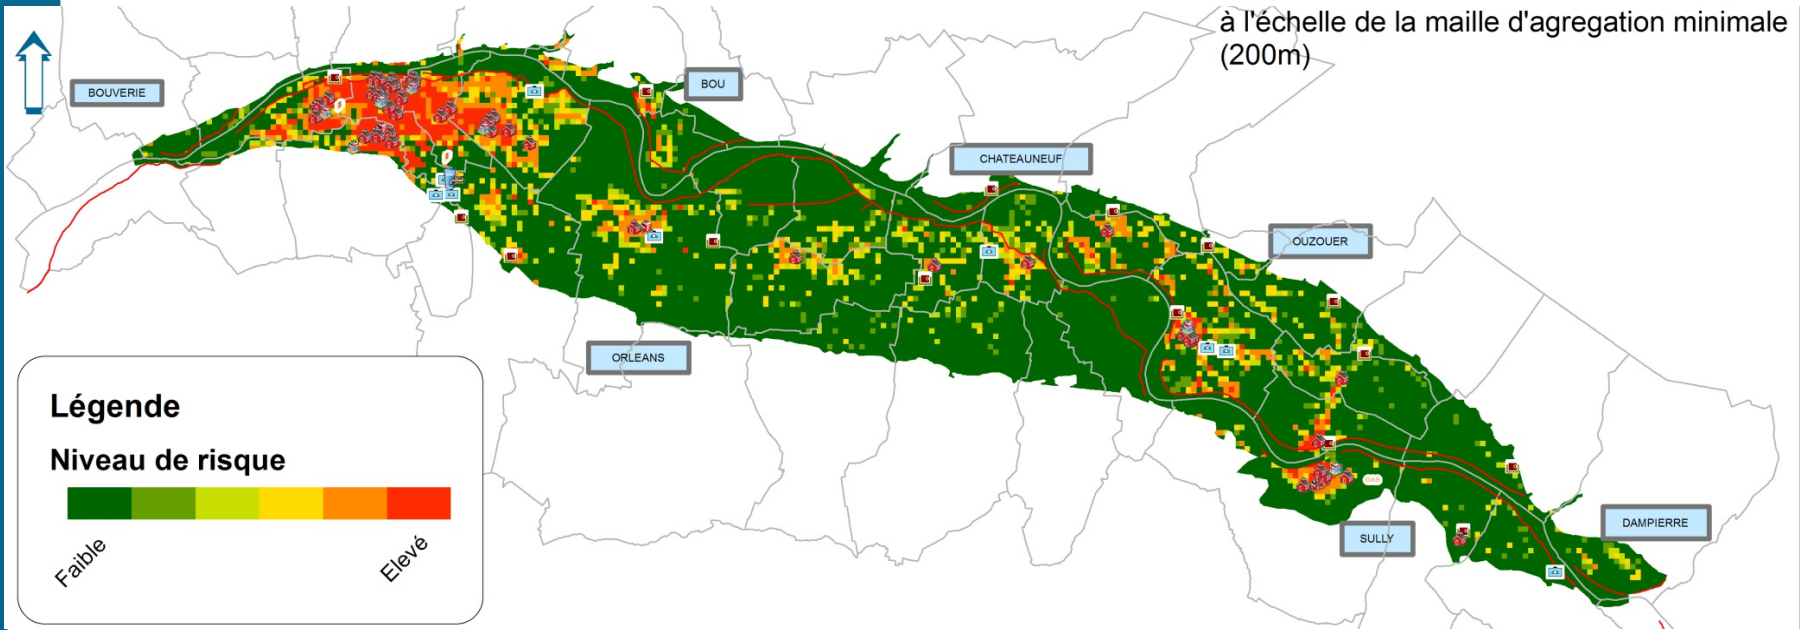 à l'échelle de la maille d'agregation minimale
(200m)
BOUVERIE
BOU
CHATEAUNEUF
OUZOUER
ORLEANS
SULLY
DAMPIERRE
GAS
Légende
Niveau de risque
Faible
Elevé